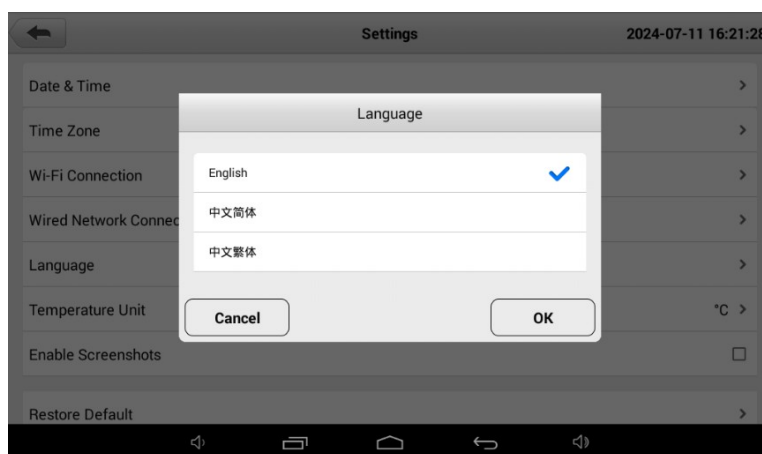 Settings
2024-07-11 16:21:28
Date & Time
Language
Time Zone
Wi-Fi Connection
English
Wired Network Connec
中文简体
中文繁体
Language
Temperature Unit
°C
Cancel
OK
Enable Screenshots
Restore Default